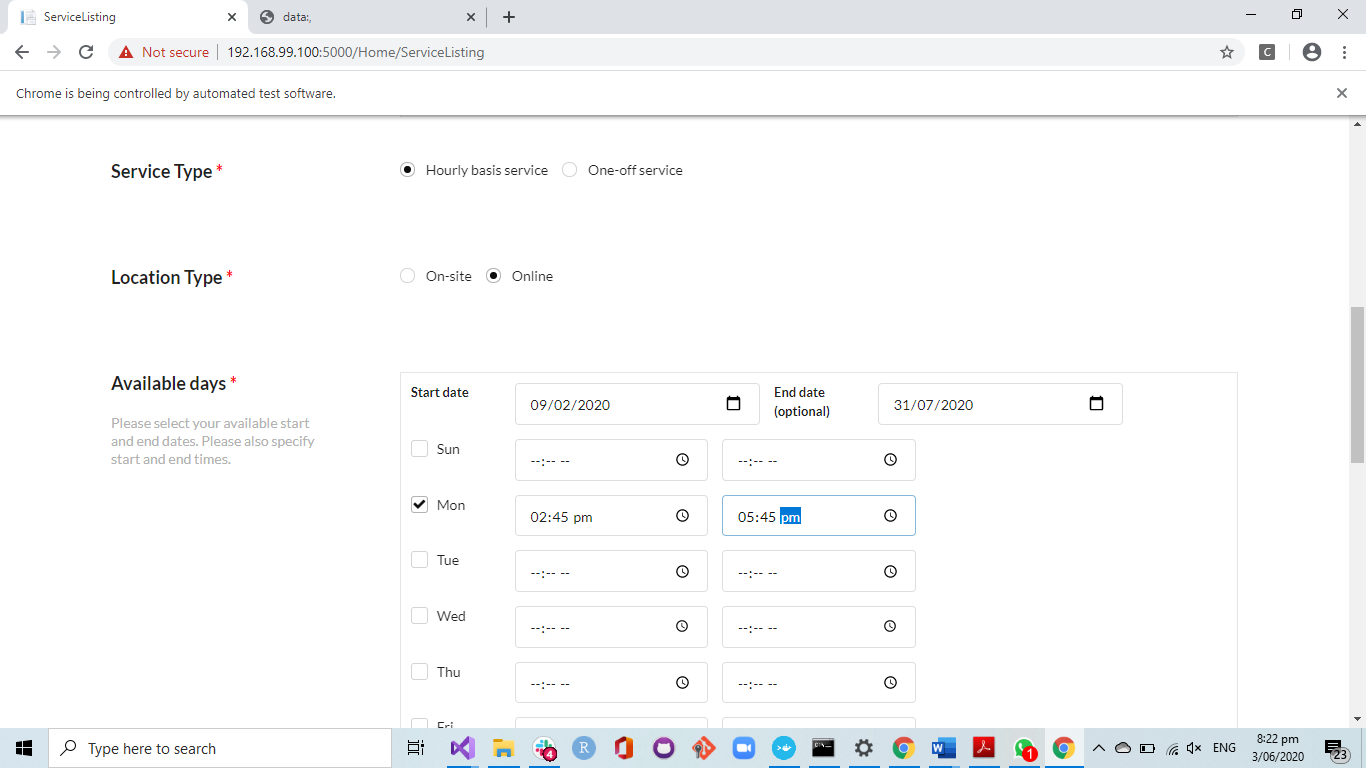 ServiceListing
data:,
Not secure
192.168.99.100:5000/Home/ServiceListing
C
Chrome is being controlled by automated test software.
Service Type *
Hourly basis service
One-off service
Location Type *
On-site
Online
Available days *
Please select your available start
and end dates. Please also specify
start and end times.
Start date
09/02/2020
End date
(optional)
31/07/2020
Sun
--:-- --
--:-- --
Mon
02:45 pm
05:45 pm
Tue
--:-- --
--:-- --
Wed
--:-- --
--:-- --
Thu
--:-- --
--:-- --
Fri
Type here to search
4
R
W
1
ENG
8:22 pm
3/06/2020
23